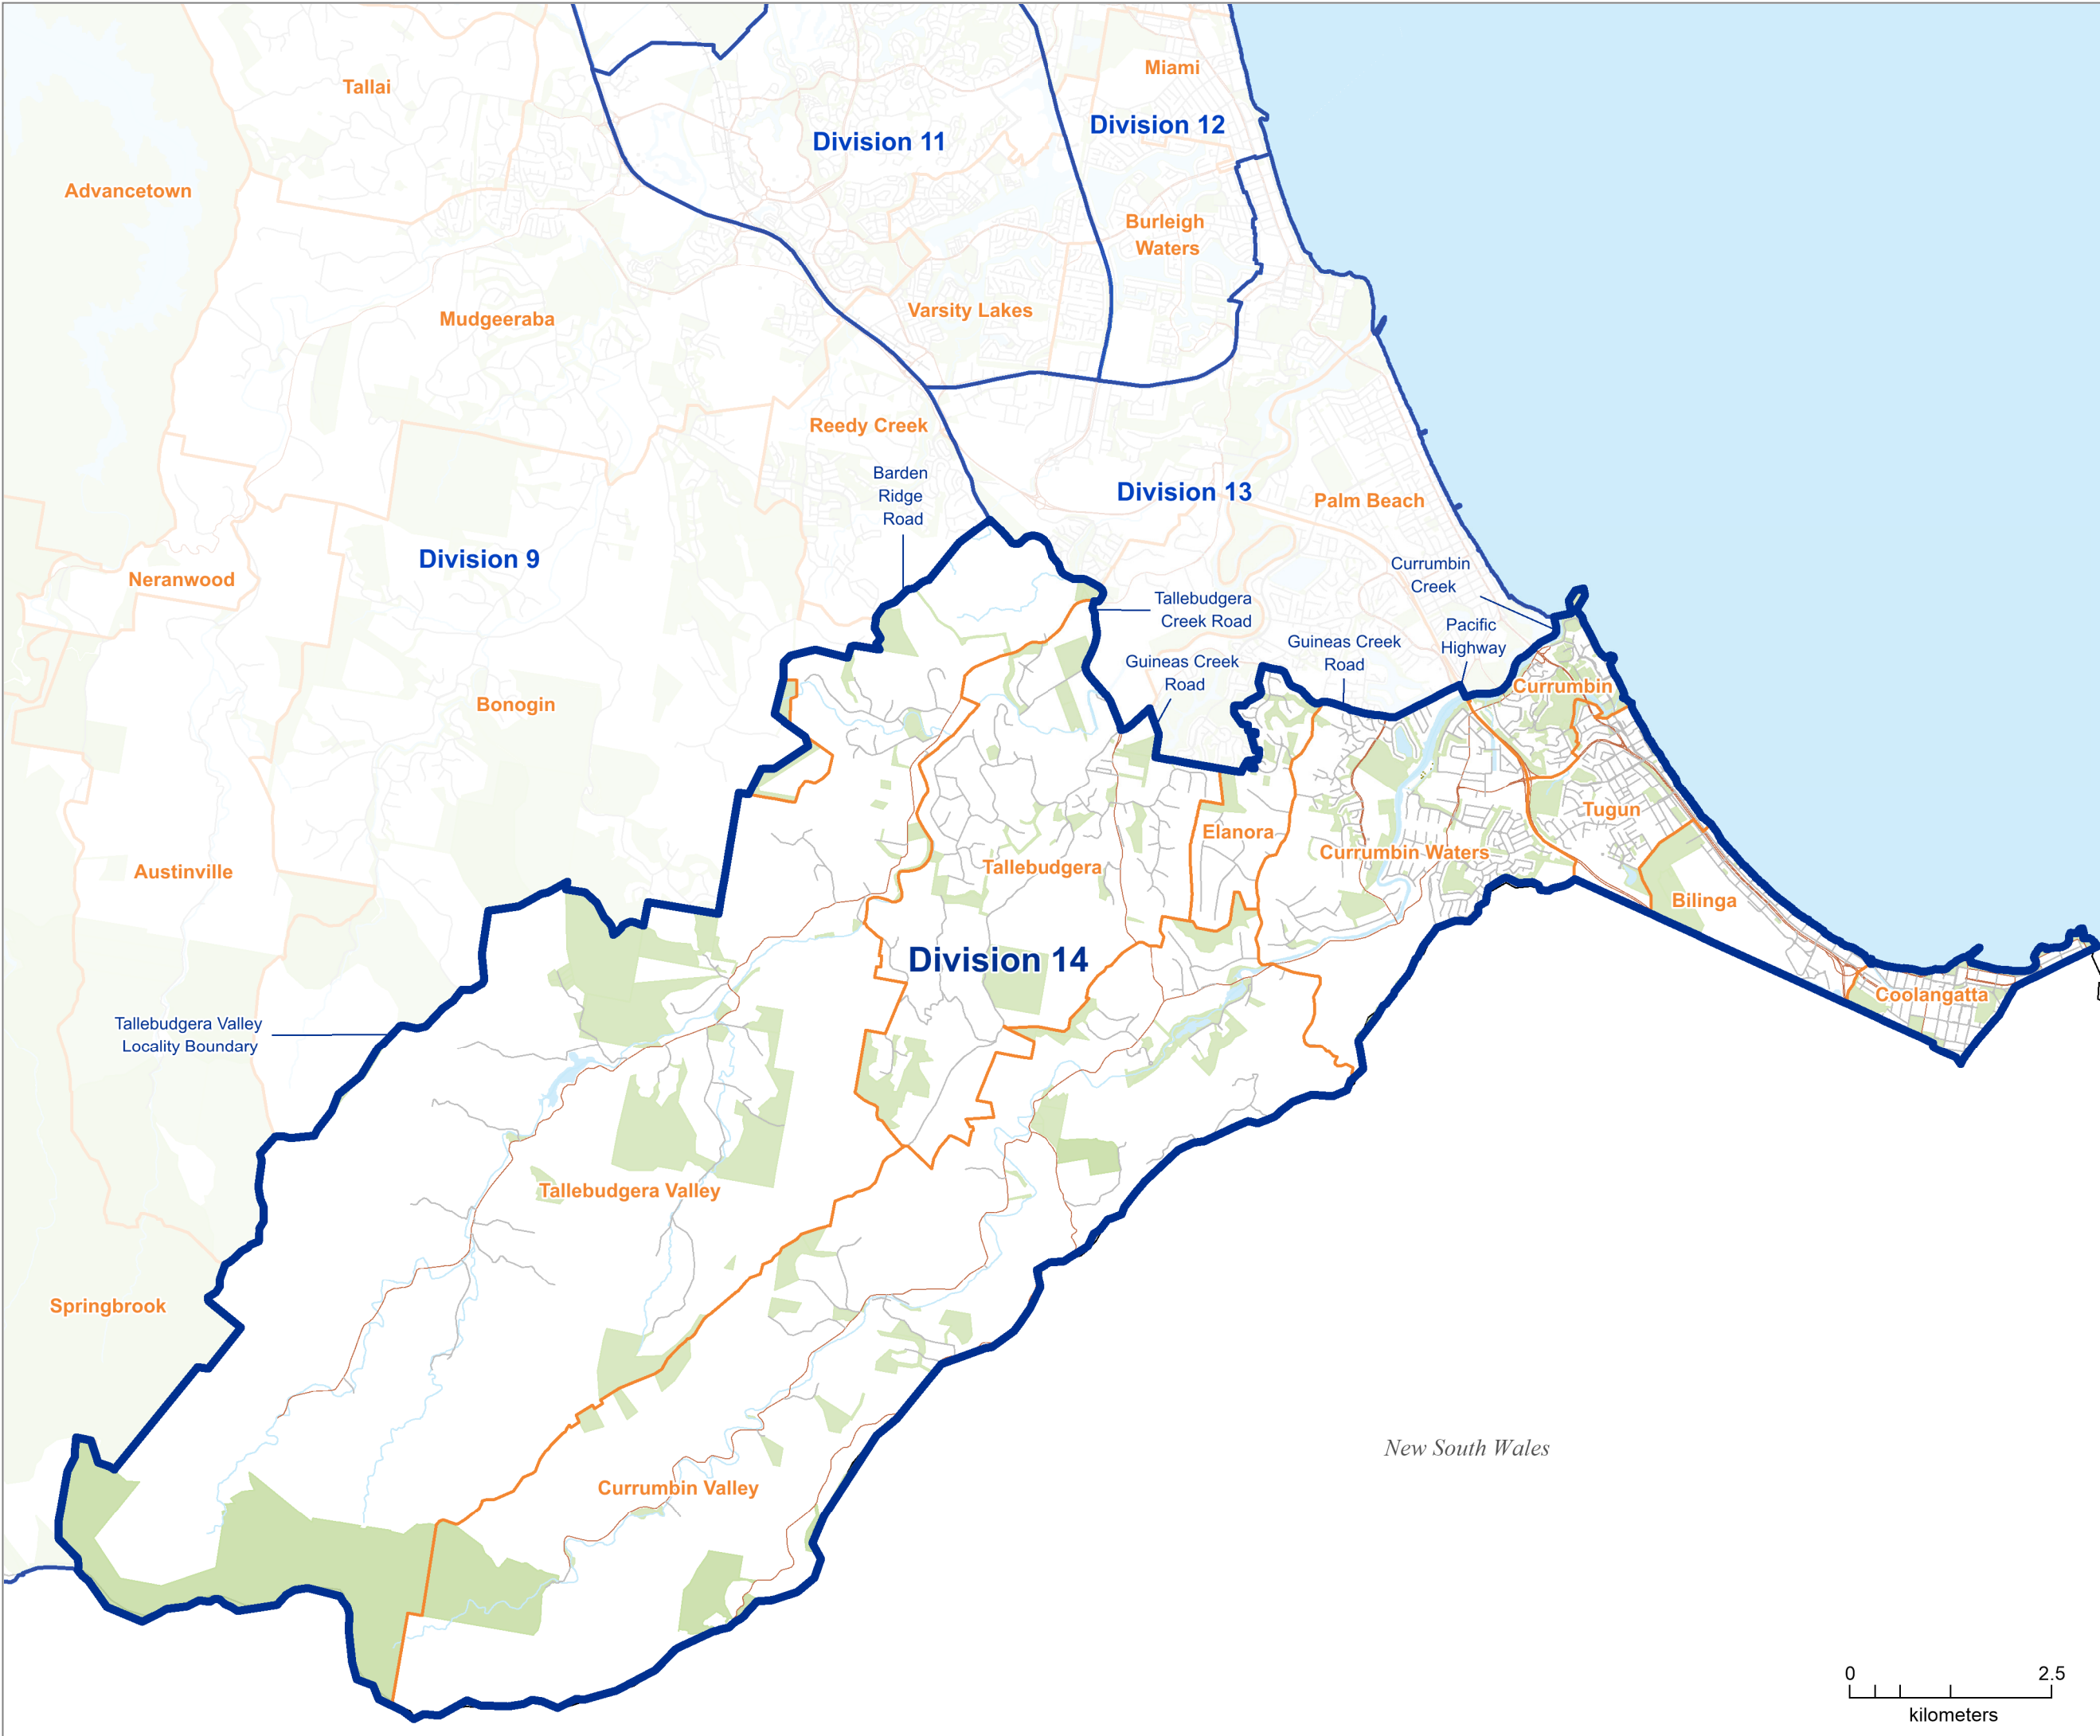 Miami
Tallai
Division 12
Division 11
Advancetown
Burleigh
Waters
Varsity Lakes
Mudgeeraba
Reedy Creek
Barden
Ridge
Road
Division 13
Palm Beach
Division 9
Currumbin
Creek
Neranwood
Tallebudgera
Creek Road
Pacific
Highway
Guineas Creek
Road
Guineas Creek
Road
Currumbin
Bonogin
Tugun
Elanora
Currumbin Waters
Tallebudgera
Austinville
Bilinga
Division 14
Coolangatta
Tallebudgera Valley
Locality Boundary
Tallebudgera Valley
Springbrook
New South Wales
Currumbin Valley
0 2.5
kilometers